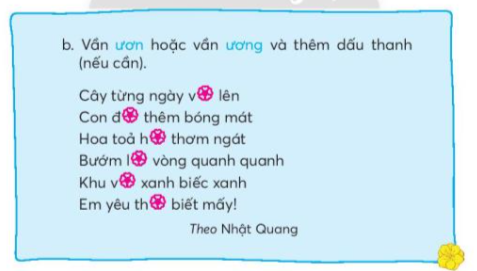 b. Vần ươn hoặc vần ương và thêm dấu thanh
(nếu cần).
Cây từng ngày v lên
Con đ thêm bóng mát
Hoa toả h thơm ngát
Bướm l vòng quanh quanh
Khu v xanh biếc xanh
Em yêu th biết mấy!
Theo Nhật Quang